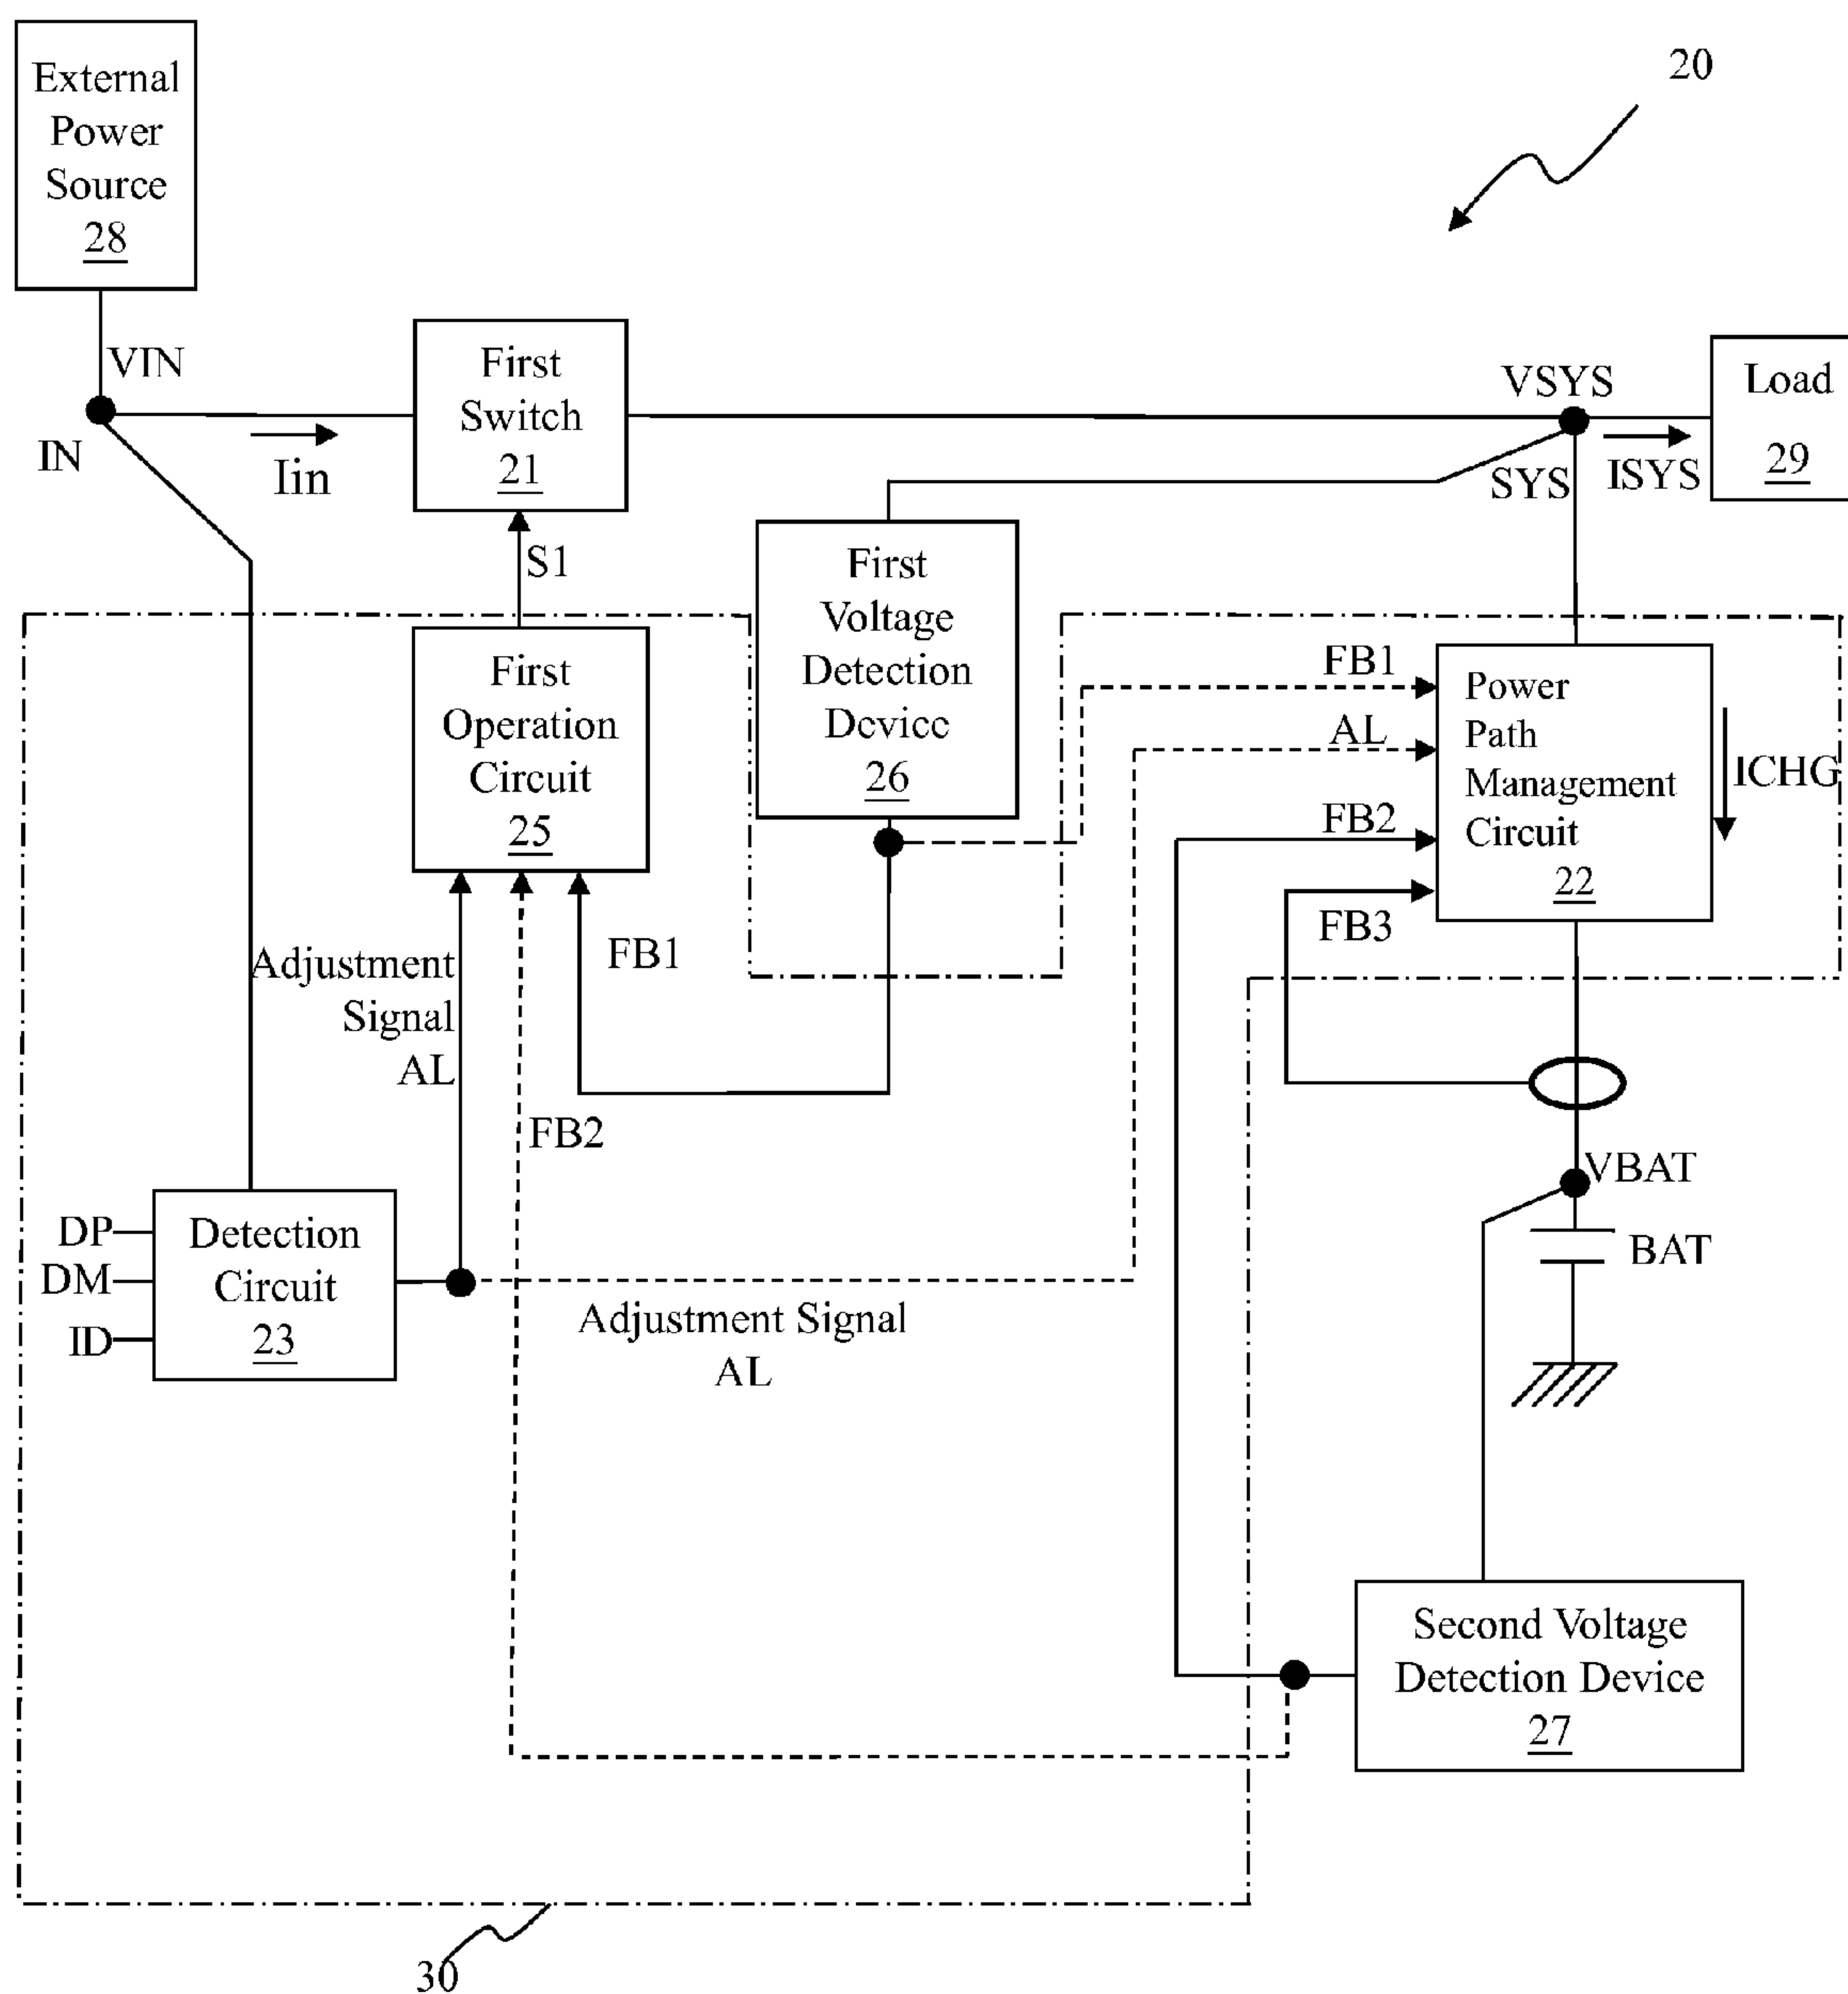 External
Power
Source
28
20
VIN
IN
Iin
First
Switch
21
VSYS
SYS
ISYS
Load
29
S1
First
Operation
Circuit
25
First
Voltage
Detection
Device
26
FB1
AL
FB2
FB3
Power
Path
Management
Circuit
22
ICHG
Adjustment
Signal
AL
FB1
FB2
VBAT
BAT
DP
DM
ID
Detection
Circuit
23
Adjustment Signal
AL
Second Voltage
Detection Device
27
30